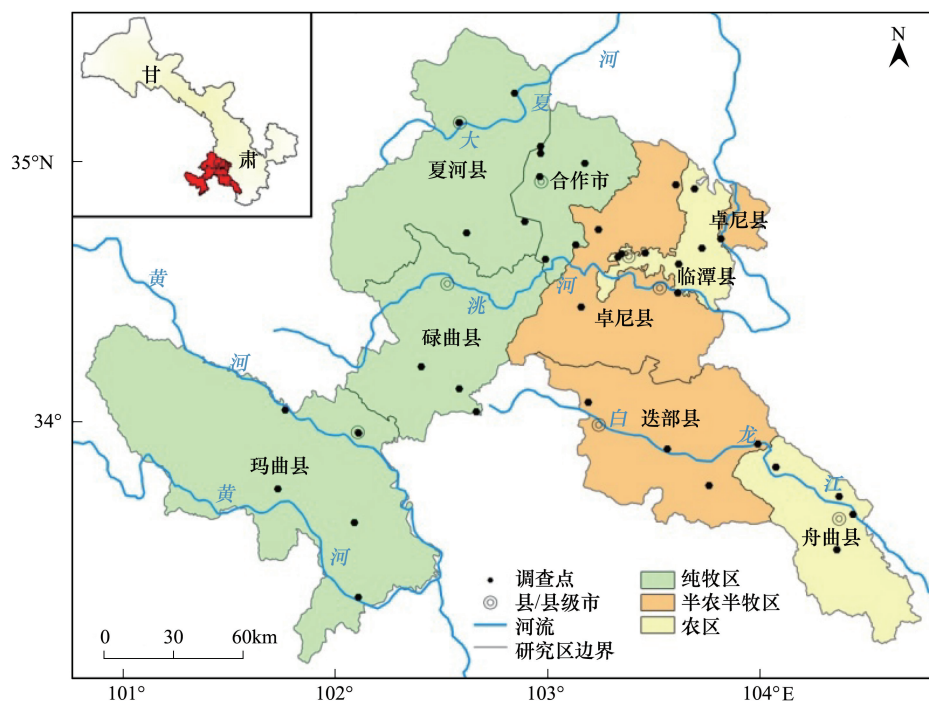 甘
肃
N
河
夏
大
35°N
夏河县
合作市
卓尼县
临潭县
黄
洮
河
卓尼县
碌曲县
河
34°
白
迭部县
龙
玛曲县
黄
江
舟曲县
河
调查点
县/县级市
河流
研究区边界
纯牧区
半农半牧区
农区
0 30 60km
101° 102° 103° 104°E